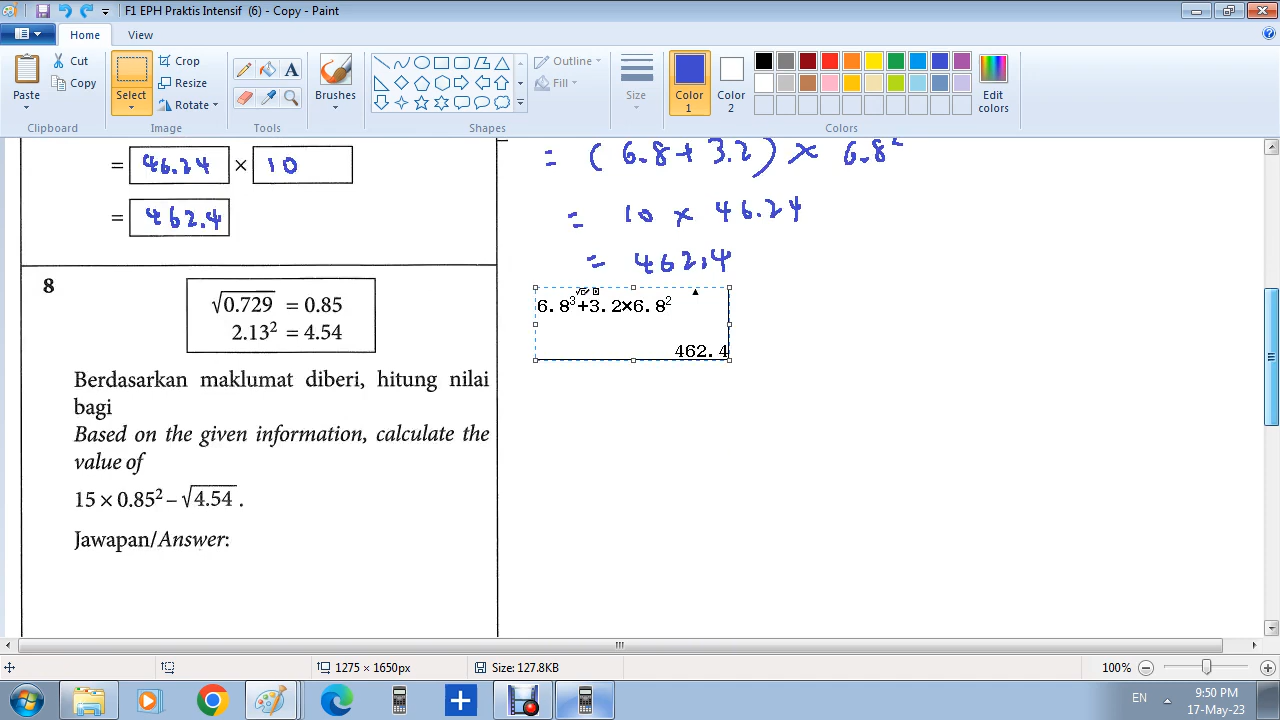 F1 EPH Praktis Intensif (6) - Copy - Paint
Home View
Paste
Cut
Copy
Clipboard
Select
Crop
Resize
Rotate
Image
Tools
Brushes
Shapes
Outline
Fill
Size
Color 1
Color 2
Edit colors
Colors
= 46.24 × 10
= 462.4
= (6.8 + 3.2) × 6.8²
= 10 × 46.24
= 462.4
6.8³+3.2×6.8²
462.4
8
√0.729 = 0.85
2.13² = 4.54
Berdasarkan maklumat diberi, hitung nilai
bagi
Based on the given information, calculate the
value of
15 × 0.85² – √4.54 .
Jawapan/Answer:
1275 × 1650px
Size: 127.8KB
100%
EN
9:50 PM
17-May-23